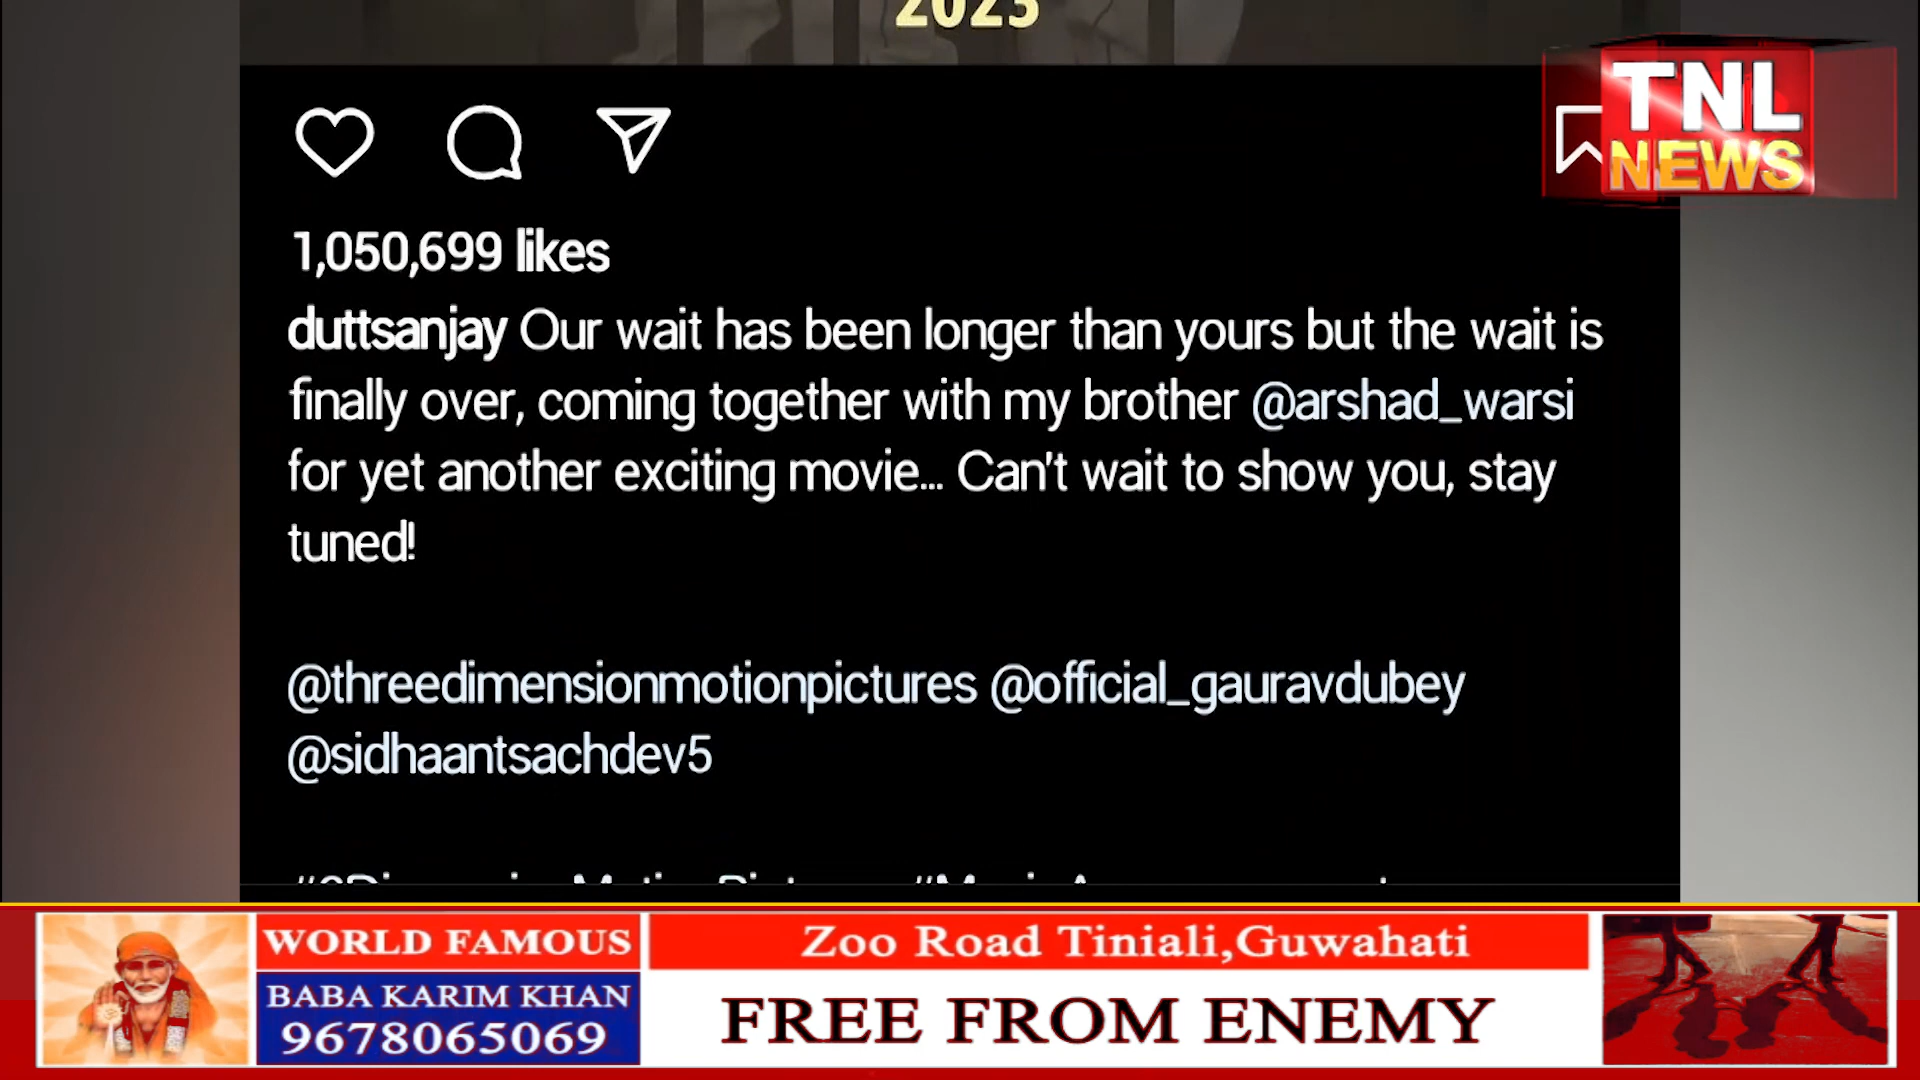 2023
TNL
NEWS
1,050,699 likes
duttsanjay Our wait has been longer than yours but the wait is
finally over, coming together with my brother @arshad_warsi
for yet another exciting movie... Can't wait to show you, stay
tuned!
@threedimensionmotionpictures @official_gauravdubey
@sidhaantsachdev5
WORLD FAMOUS
BABA KARIM KHAN
9678065069
Zoo Road Tiniali,Guwahati
FREE FROM ENEMY